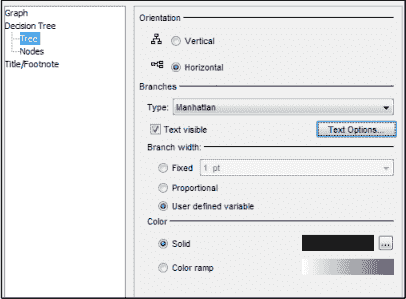 Graph
Decision Tree
Tree
Nodes
Title/Footnote
Orientation
Vertical
Horizontal
Branches
Type: Manhattan
Text visible
Text Options...
Branch width:
Fixed 1 pt
Proportional
User defined variable
Color
Solid ...
Color ramp